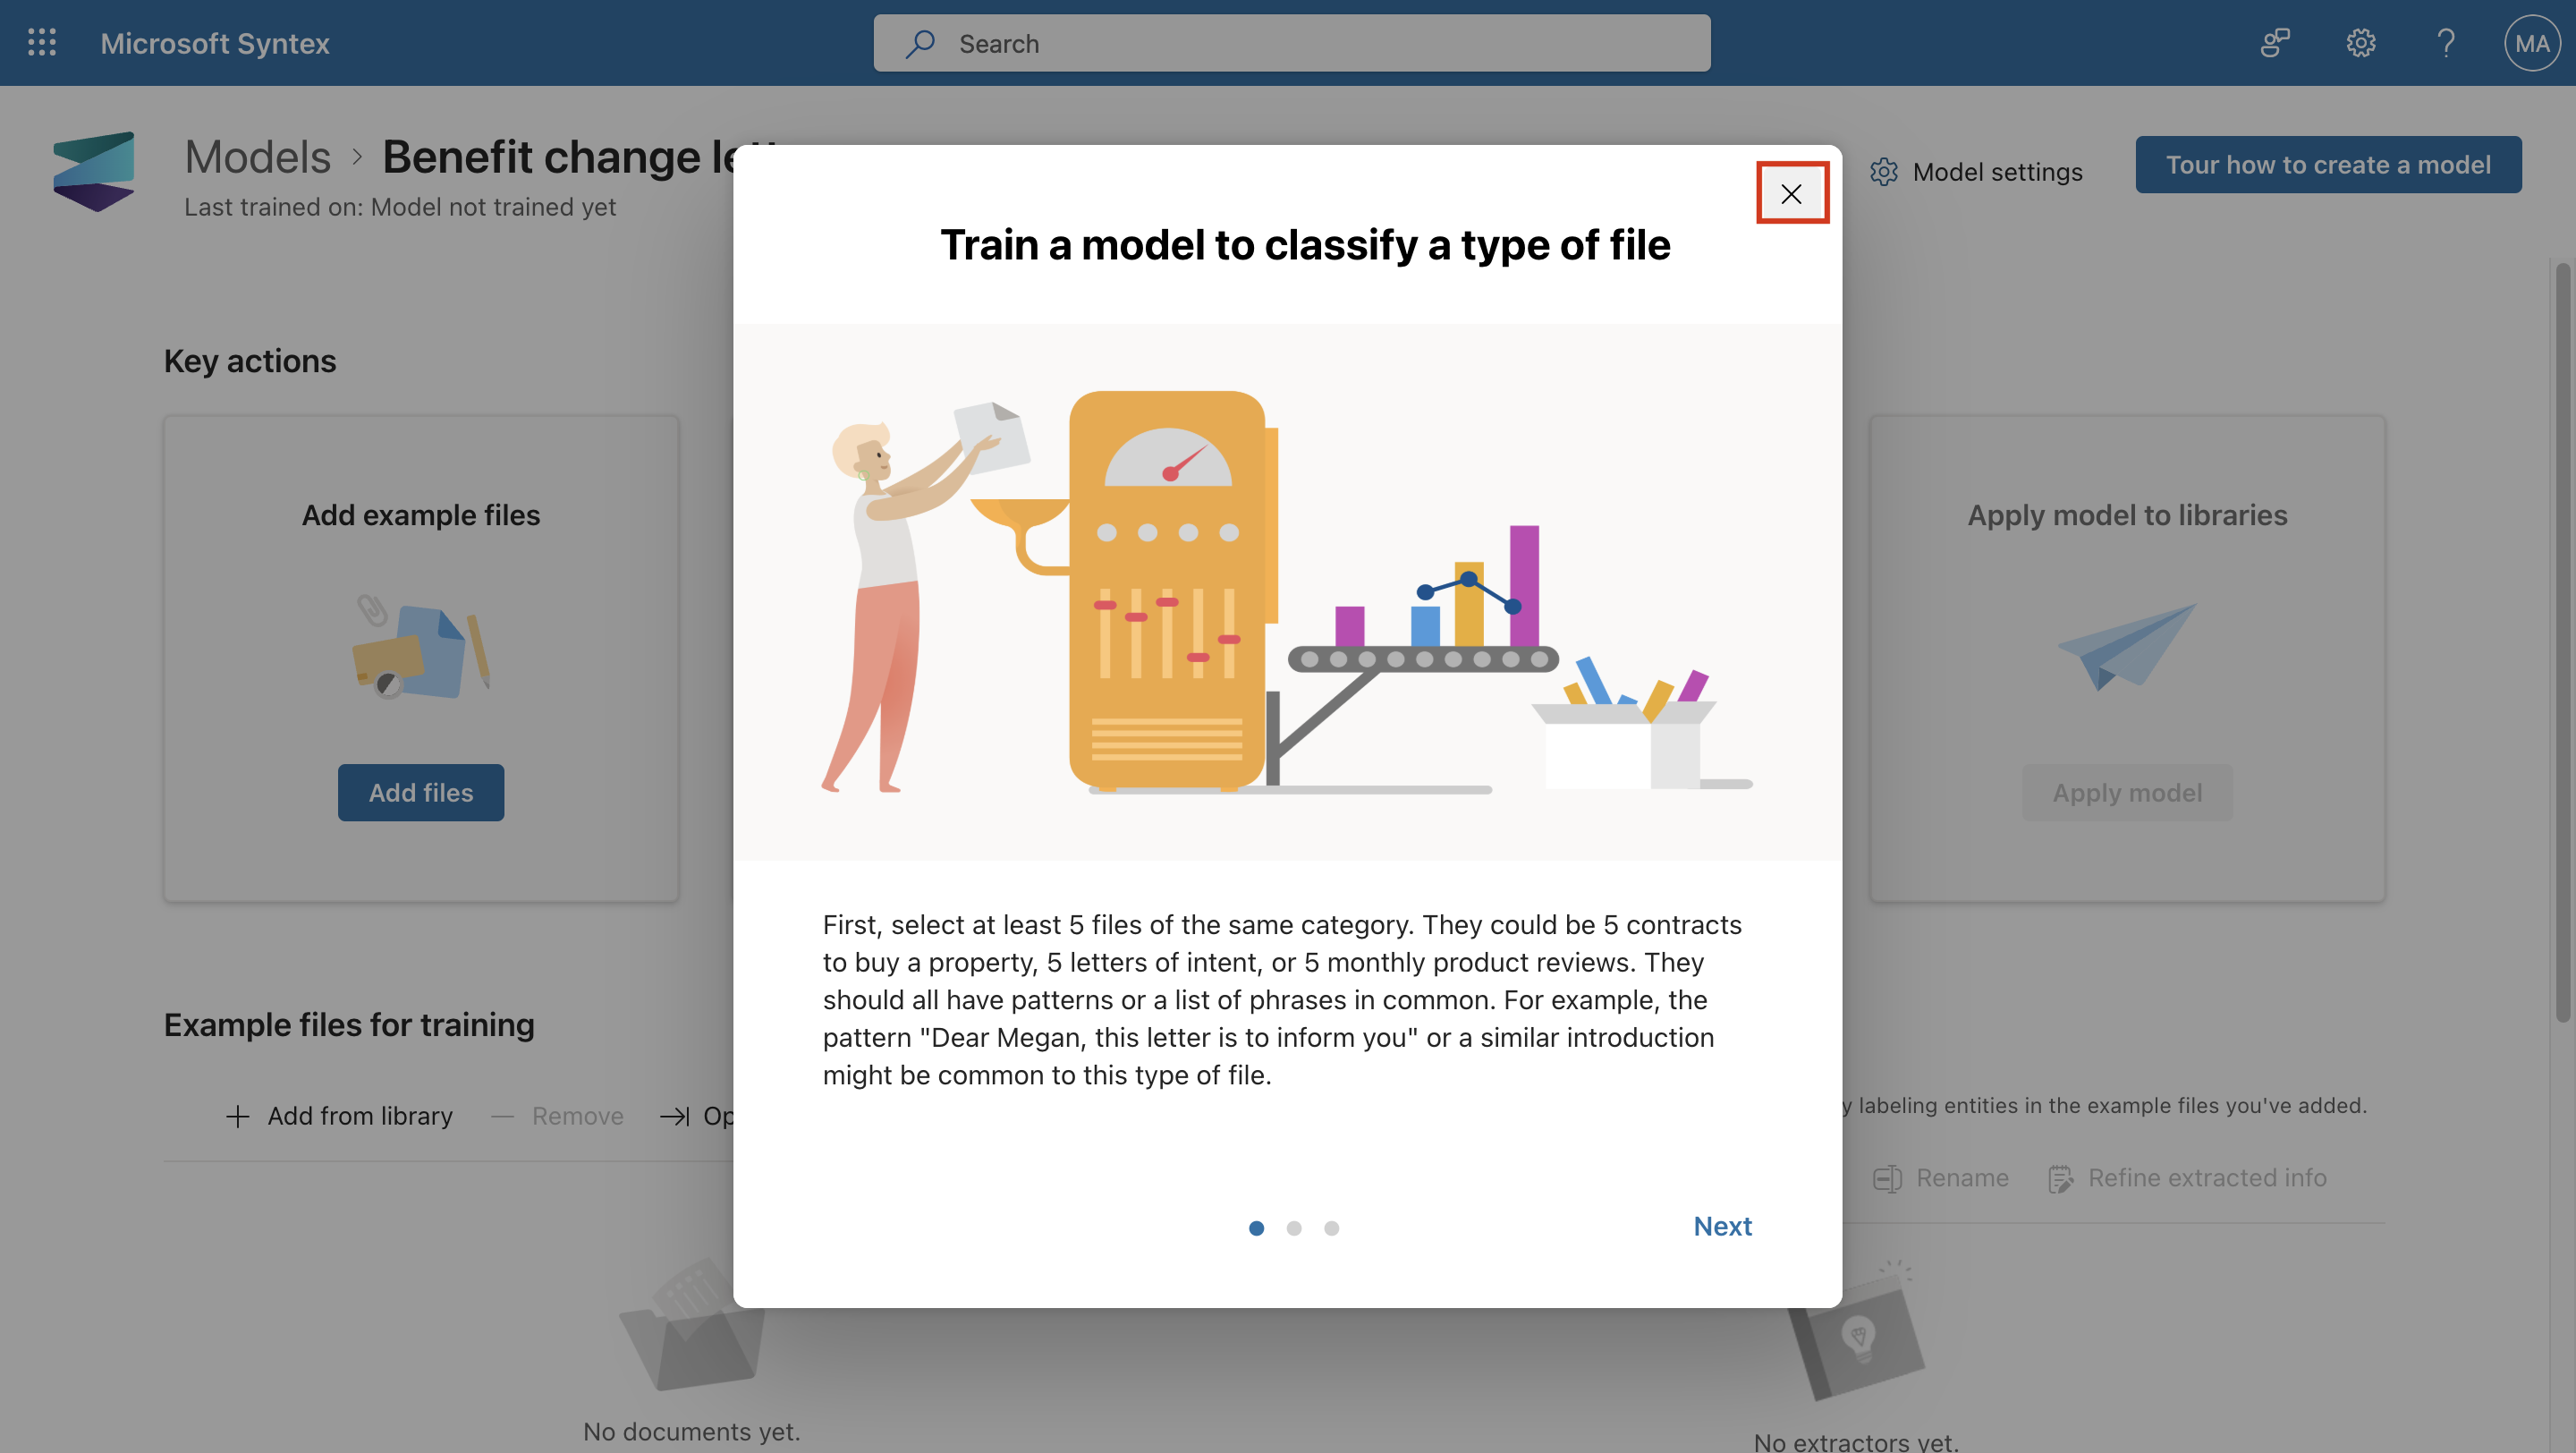 Microsoft Syntex
Search
MA
Models > Benefit change
Last trained on: Model not trained yet
Model settings
Tour how to create a model
Key actions
Add example files
Add files
Apply model to libraries
Apply model
Train a model to classify a type of file
First, select at least 5 files of the same category. They could be 5 contracts
to buy a property, 5 letters of intent, or 5 monthly product reviews. They
should all have patterns or a list of phrases in common. For example, the
pattern "Dear Megan, this letter is to inform you" or a similar introduction
might be common to this type of file.
Next
Example files for training
Add from library
Remove
labeling entities in the example files you've added.
Rename
Refine extracted info
No documents yet.
No extractors yet.